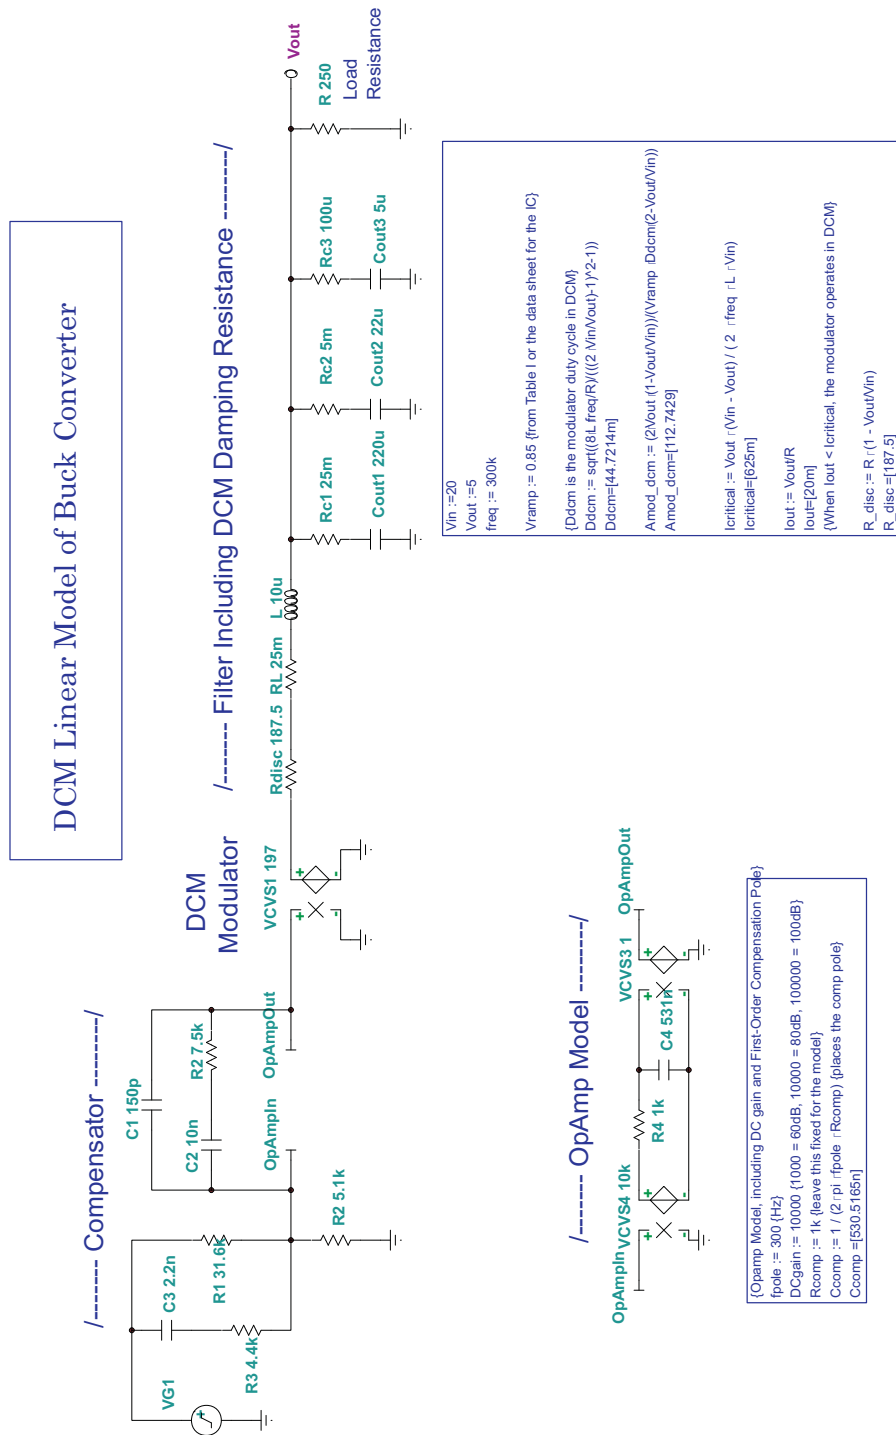 DCM Linear Model of Buck Converter
/------- Compensator --------/
DCM
Modulator
/------- Filter Including DCM Damping Resistance ---------/
VG1
C3 2.2n
R3 4.4k
R1 31.6k
R2 5.1k
C1 150p
C2 10n
R2 7.5k
OpAmpIn
OpAmpOut
VCVS1 197
+
-
+
-
Rdisc 187.5
RL 25m
L 10u
Rc1 25m
Cout1 220u
Rc2 5m
Cout2 22u
Rc3 100u
Cout3 5u
R 250
Load
Resistance
Vout
/------- OpAmp Model ---------/
OpAmpIn
VCVS4 10k
+
-
+
-
R4 1k
C4 531n
VCVS3 1
+
-
+
-
OpAmpOut
{Opamp Model, including DC gain and First-Order Compensation Pole}
fpole := 300 {Hz}
DCgain := 10000 {1000 = 60dB, 10000 = 80dB, 100000 = 100dB}
Rcomp := 1k {leave this fixed for the model}
Ccomp := 1 / (2┌pi┌fpole┌Rcomp) {places the comp pole}
Ccomp =[530.5165n]
Vin :=20
Vout :=5
freq := 300k
Vramp := 0.85 {from Table I or the data sheet for the IC}
{Ddcm is the modulator duty cycle in DCM}
Ddcm := sqrt((8·L·freq/R)/(((2·Vin/Vout)-1)^2-1))
Ddcm=[44.7214m]
Amod_dcm := (2·Vout·(1-Vout/Vin))/(Vramp·Ddcm·(2-Vout/Vin))
Amod_dcm=[112.7429]
Icritical := Vout┌(Vin - Vout) / ( 2 ┌freq┌L┌Vin)
Icritical=[625m]
Iout := Vout/R
Iout=[20m]
{When Iout < Icritical, the modulator operates in DCM}
R_disc := R┌(1 - Vout/Vin)
R_disc =[187.5]